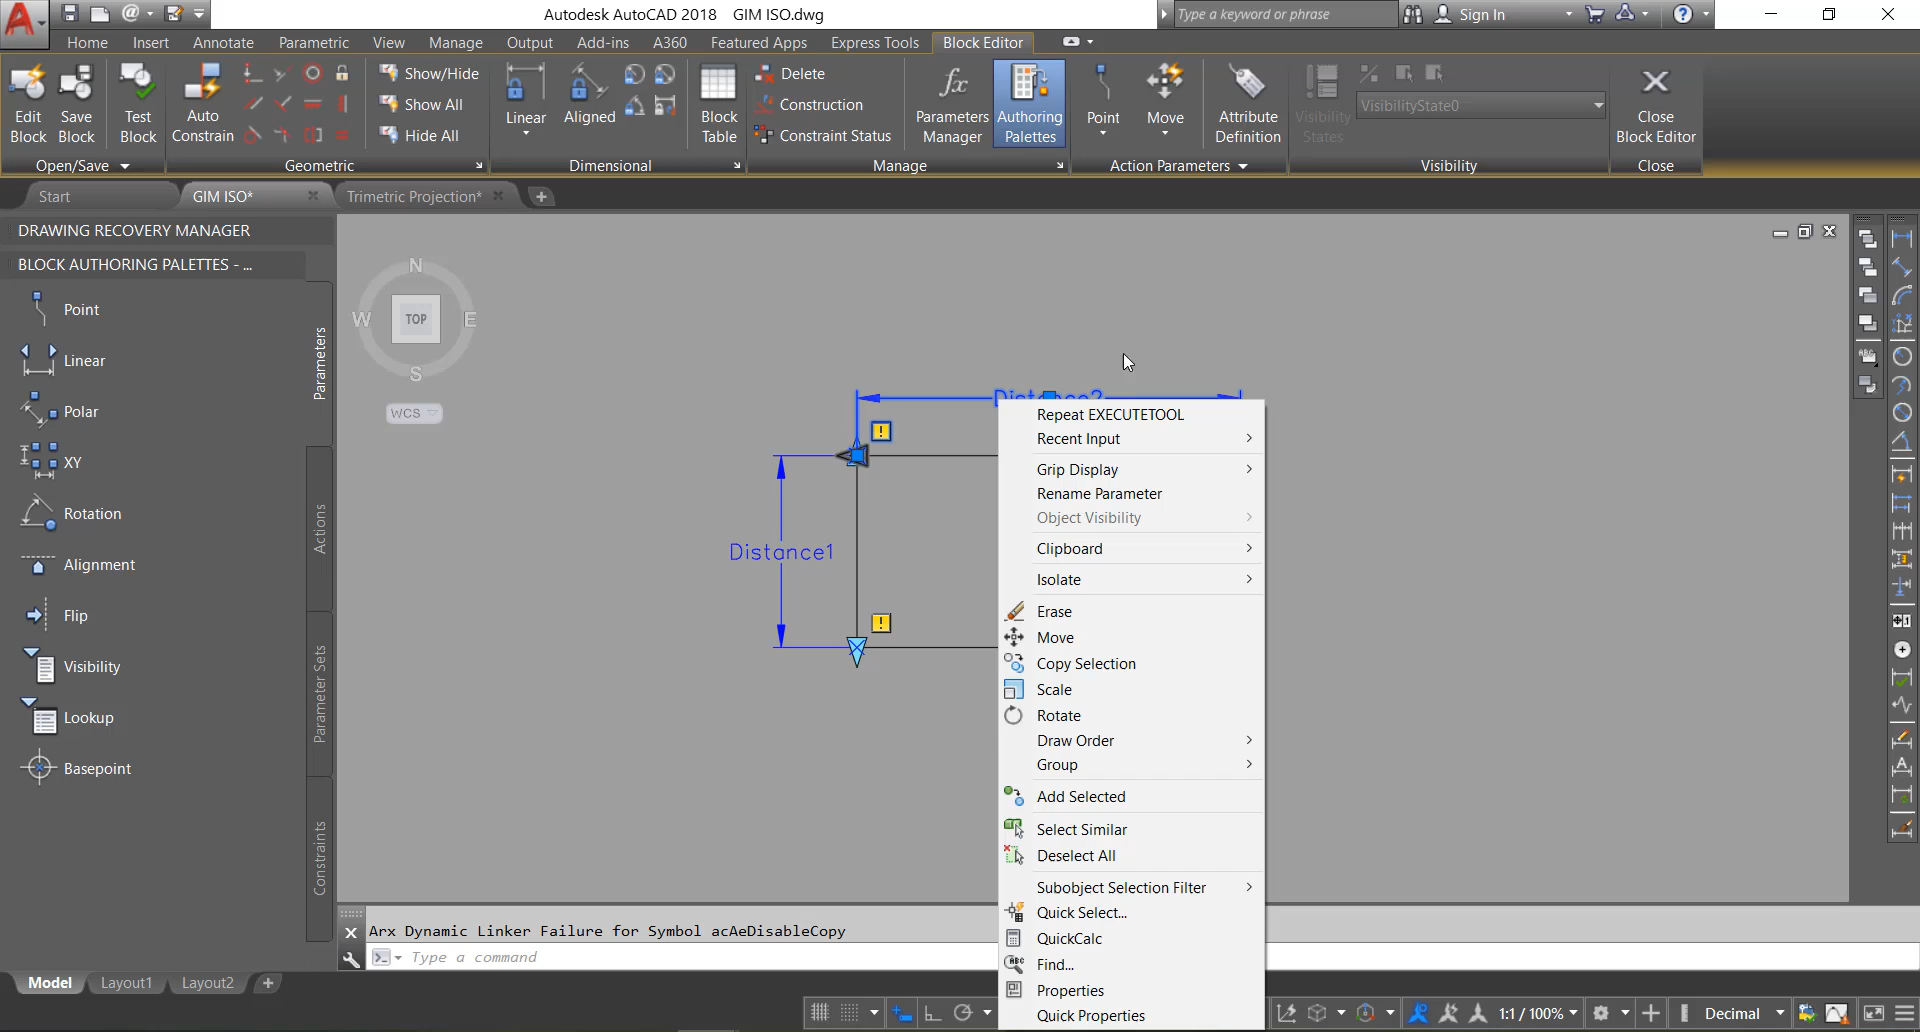 Autodesk AutoCAD 2018 GIM ISO.dwg
Type a keyword or phrase
Sign In
Home Insert Annotate Parametric View Manage Output Add-ins A360 Featured Apps Express Tools Block Editor
Edit Block
Save Block
Test Block
Auto Constrain
Show/Hide
Show All
Hide All
Linear
Aligned
Block Table
Delete
Construction
Constraint Status
Parameters Manager
Authoring Palettes
Point
Move
Attribute Definition
Visibility States
VisibilityState0
Close Block Editor
Open/Save
Geometric
Dimensional
Manage
Action Parameters
Visibility
Close
Start
GIM ISO*
Trimetric Projection*
DRAWING RECOVERY MANAGER
BLOCK AUTHORING PALETTES - ...
Point
Linear
Polar
XY
Rotation
Alignment
Flip
Visibility
Lookup
Basepoint
Parameters
Actions
Parameter Sets
Constraints
N
W
TOP
E
S
WCS
Distance2
Distance1
Repeat EXECUTETOOL
Recent Input
Grip Display
Rename Parameter
Object Visibility
Clipboard
Isolate
Erase
Move
Copy Selection
Scale
Rotate
Draw Order
Group
Add Selected
Select Similar
Deselect All
Subobject Selection Filter
Quick Select...
QuickCalc
Find...
Properties
Quick Properties
Arx Dynamic Linker Failure for Symbol acAeDisableCopy
Type a command
Model Layout1 Layout2
1:1 / 100%
Decimal